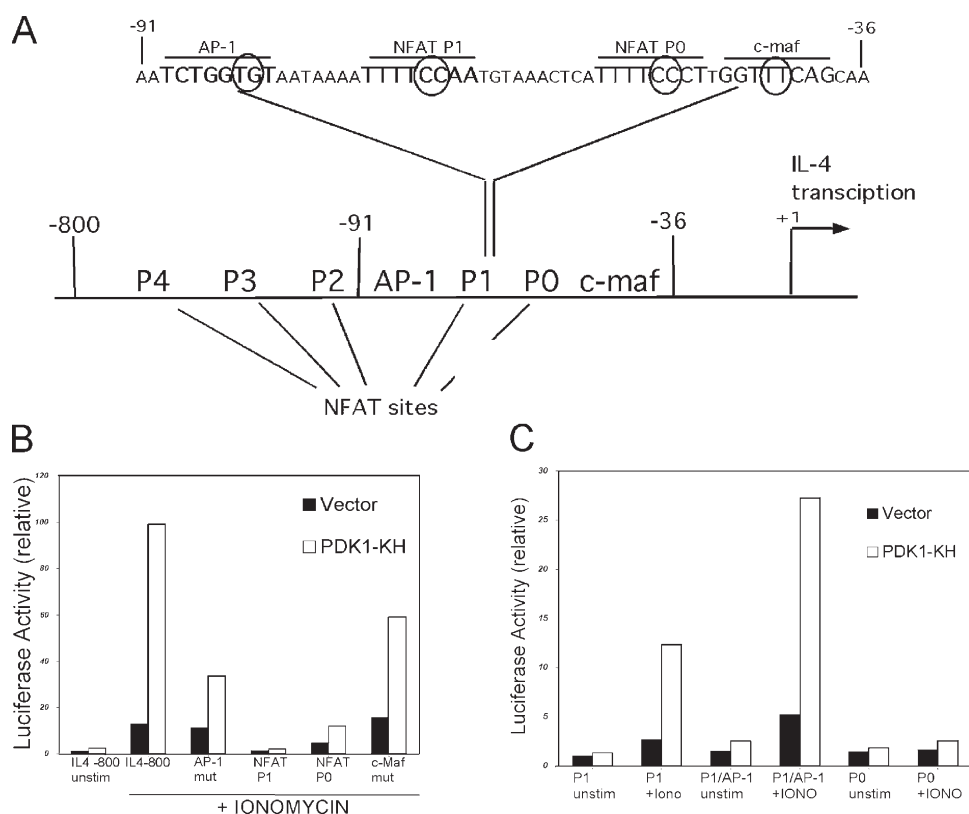 A
-91
-36
AP-1
NFAT P1
NFAT P0
c-maf
AATCTGGTGTAATAAAATTTTCCAATGTAAACTCATTTTCCCTTGGTTTCAGCAA
IL-4
transciption
-800
-91
-36
+1
P4 P3 P2 AP-1 P1 P0 c-maf
NFAT sites
B
Luciferase Activity (relative)
120
100
80
60
40
20
0
Vector
PDK1-KH
IL4 -800
unstim
IL4-800
AP-1
mut
NFAT
P1
NFAT
P0
c-Maf
mut
+ IONOMYCIN
C
Luciferase Activity (relative)
30
25
20
15
10
5
0
Vector
PDK1-KH
P1
unstim
P1
+Iono
P1/AP-1
unstim
P1/AP-1
+IONO
P0
unstim
P0
+IONO